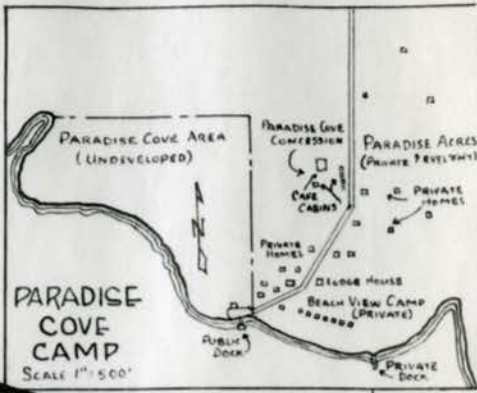 PARADISE COVE AREA
(UNDEVELOPED)
PARADISE COVE
CONCESSION
CAFE
CABINS
PARADISE ACRES
(PRIVATE DEVELPMT)
PRIVATE
HOMES
N
PRIVATE
HOMES
LODGE HOUSE
BEACH VIEW CAMP
(PRIVATE)
PUBLIC
DOCK
PRIVATE
DOCK
PARADISE
COVE
CAMP
SCALE 1":500'